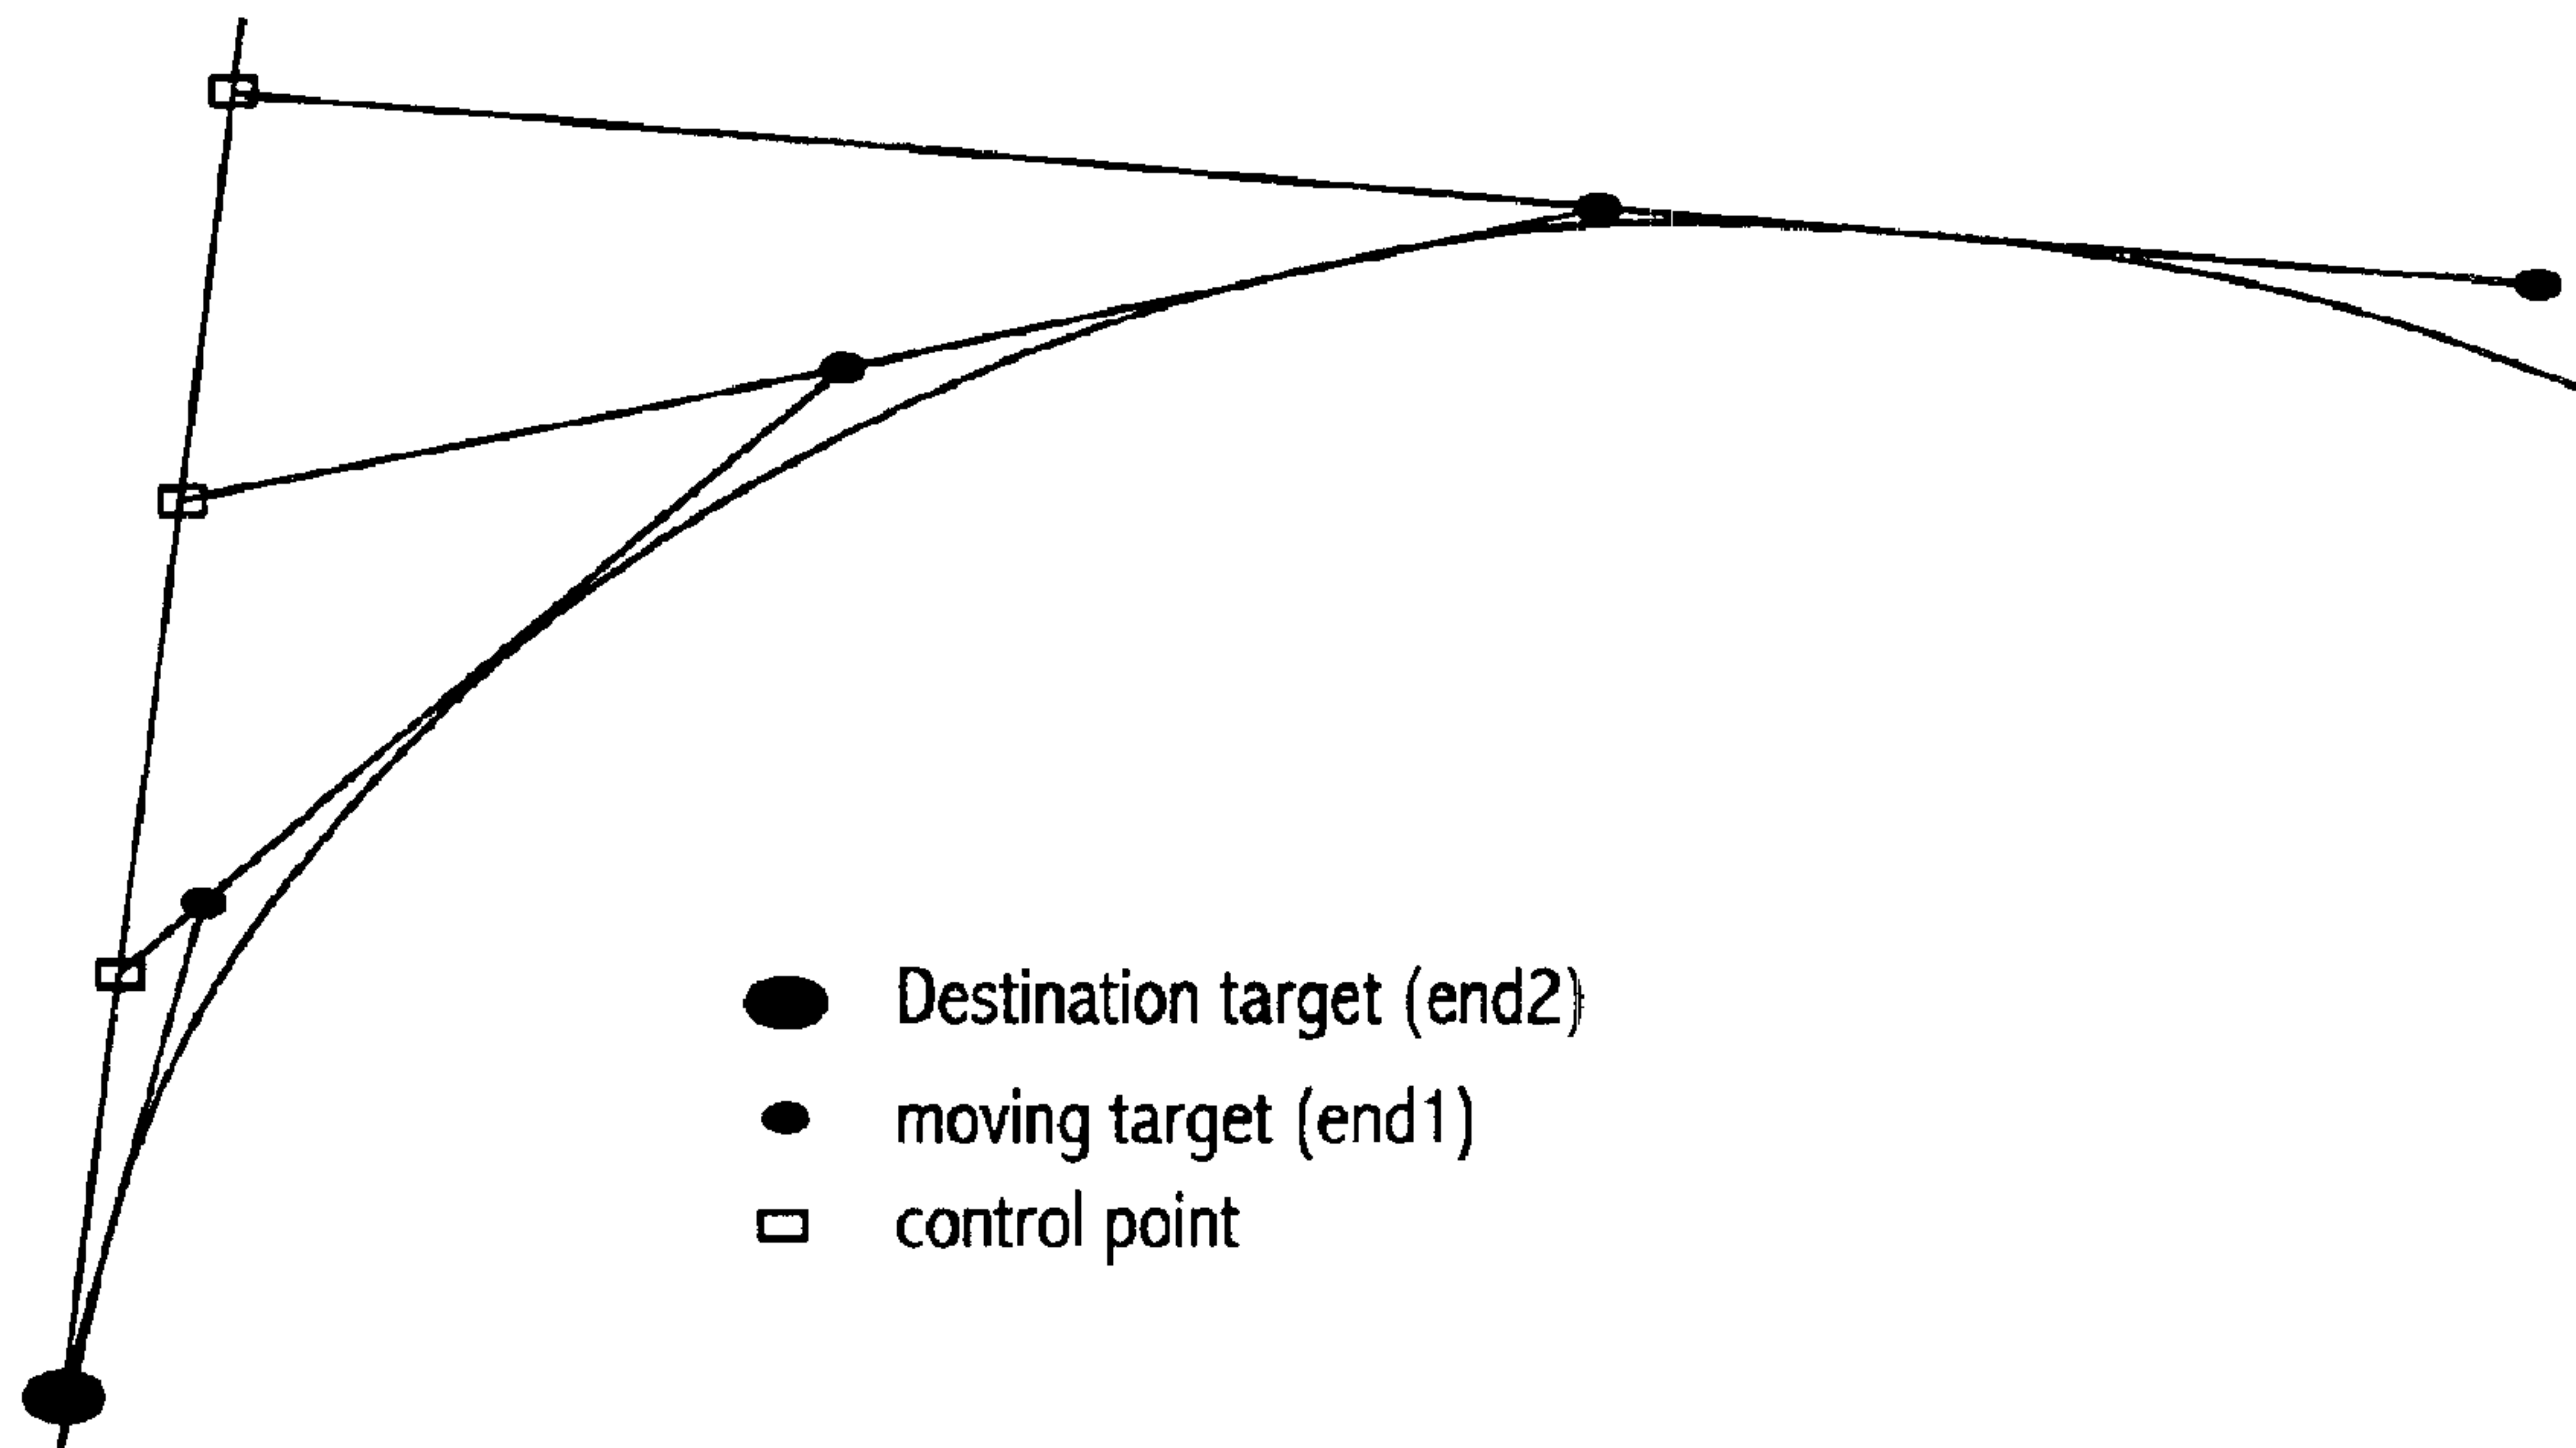 Destination target (end2)
moving target (end1)
control point